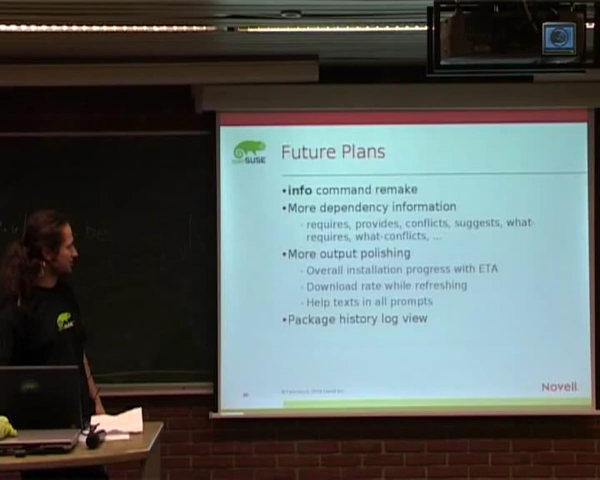 SUSE
Future Plans
•info command remake
•More dependency information
- requires, provides, conflicts, suggests, what-
requires, what-conflicts, ...
•More output polishing
- Overall installation progress with ETA
- Download rate while refreshing
- Help texts in all prompts
•Package history log view
Novell